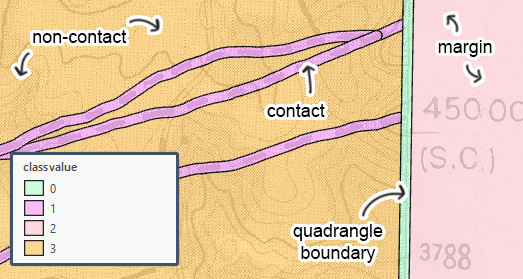 non-contact
margin
contact
450 00
(S.C.)
classvalue
0
1
2
3
quadrangle
boundary
3788